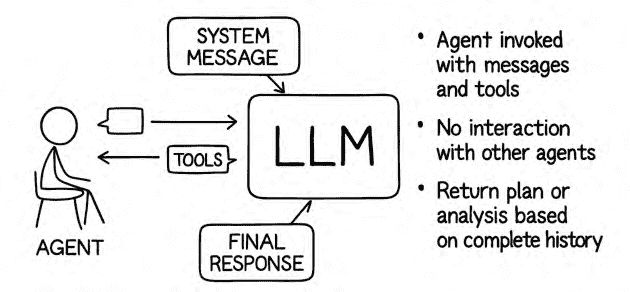 SYSTEM
MESSAGE
TOOLS
LLM
AGENT
FINAL
RESPONSE
• Agent invoked
with messages
and tools
• No interaction
with other agents
• Return plan or
analysis based
on complete history